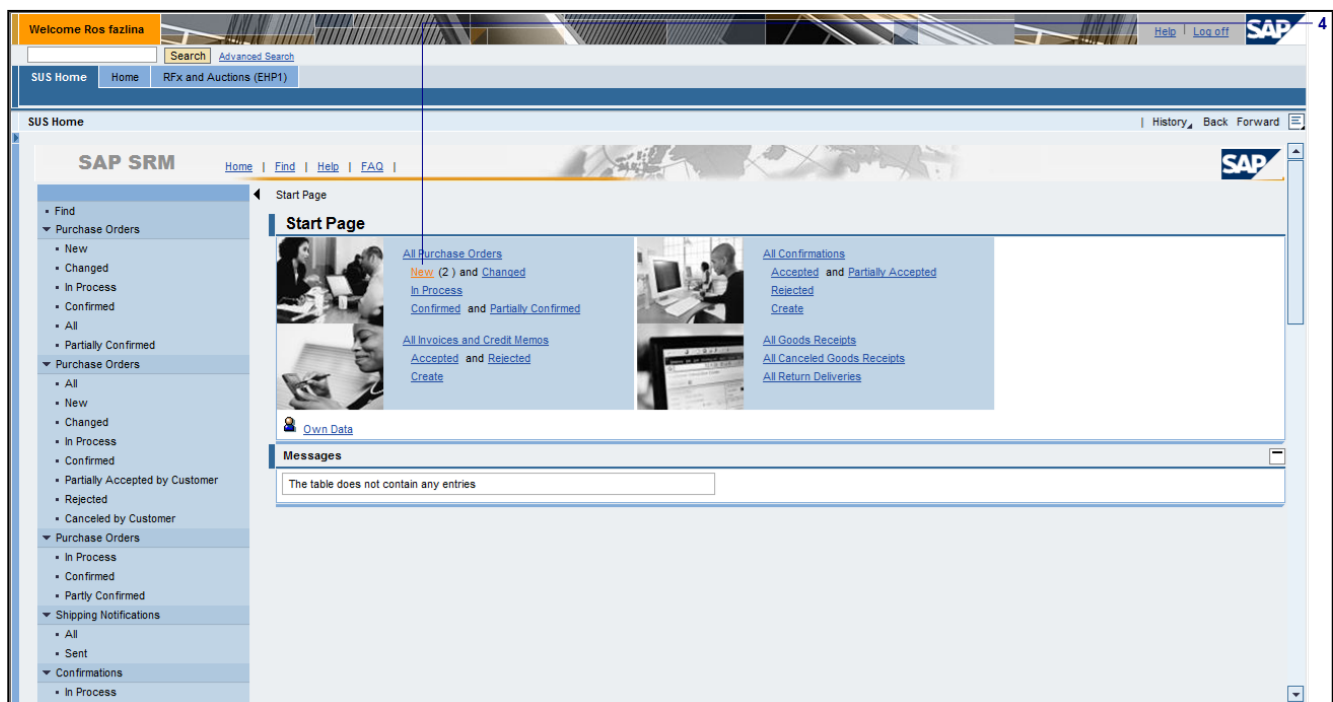 Welcome Ros fazlina
Help | Log off
SAP
4
Search Advanced Search
SUS Home Home RFx and Auctions (EHP1)
SUS Home
| History Back Forward
SAP SRM
Home | Find | Help | FAQ |
SAP
Find
Purchase Orders
New
Changed
In Process
Confirmed
All
Partially Confirmed
Purchase Orders
All
New
Changed
In Process
Confirmed
Partially Accepted by Customer
Rejected
Canceled by Customer
Purchase Orders
In Process
Confirmed
Partly Confirmed
Shipping Notifications
All
Sent
Confirmations
In Process
Start Page
Start Page
All Purchase Orders
New (2 ) and Changed
In Process
Confirmed and Partially Confirmed
All Confirmations
Accepted and Partially Accepted
Rejected
Create
All Invoices and Credit Memos
Accepted and Rejected
Create
All Goods Receipts
All Canceled Goods Receipts
All Return Deliveries
Own Data
Messages
The table does not contain any entries